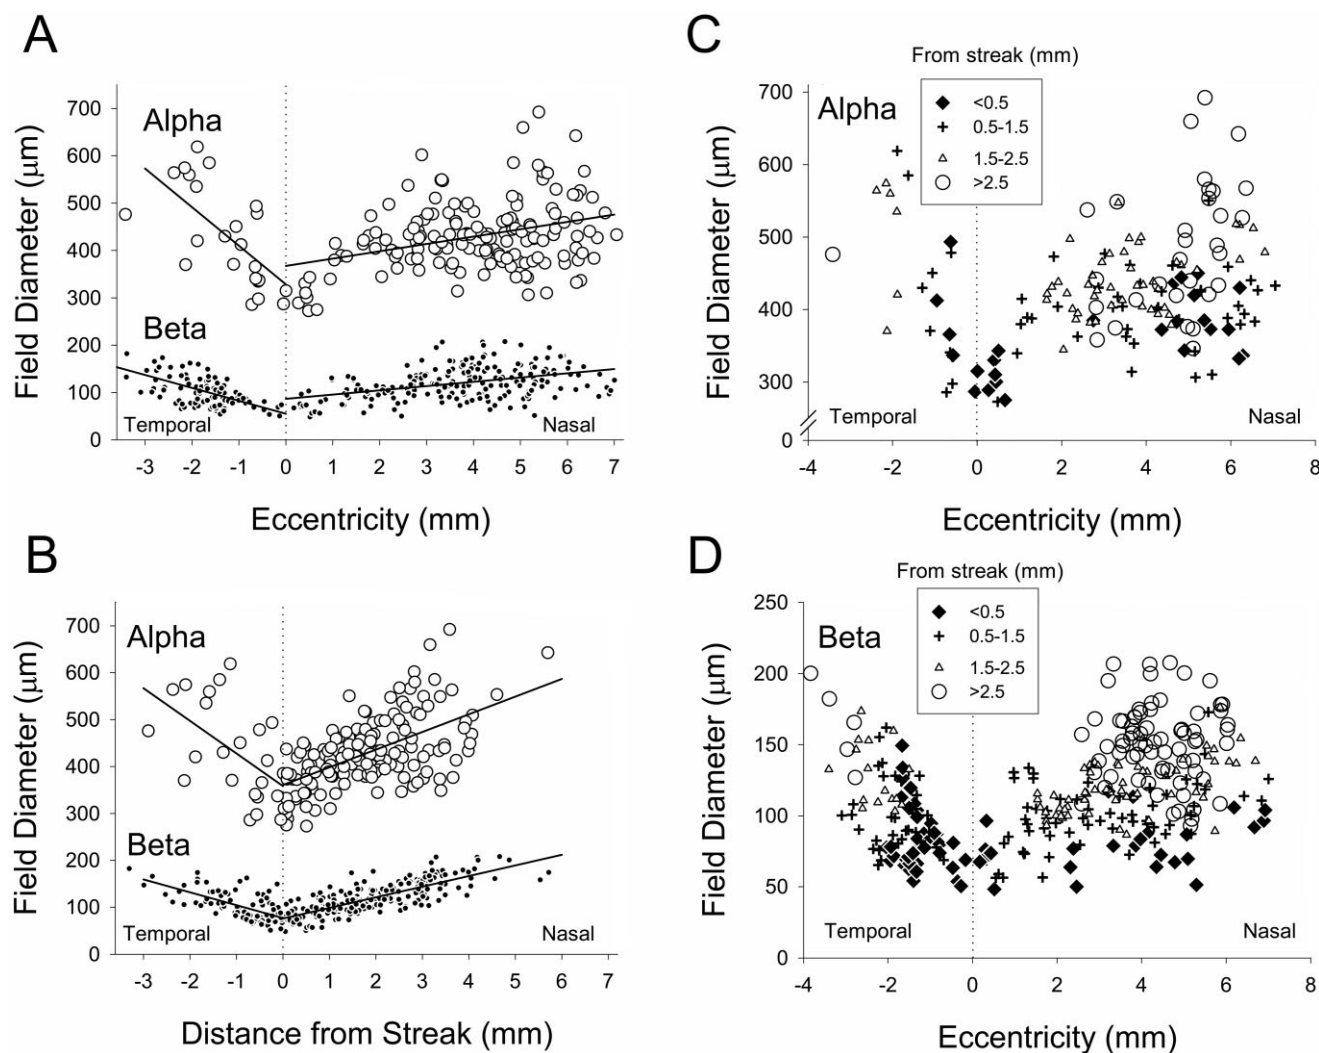 A
Field Diameter (µm)
700
600
500
400
300
200
100
0
Alpha
Beta
Temporal
Nasal
-3 -2 -1 0 1 2 3 4 5 6 7
Eccentricity (mm)
B
Field Diameter (µm)
700
600
500
400
300
200
100
0
Alpha
Beta
Temporal
Nasal
-3 -2 -1 0 1 2 3 4 5 6 7
Distance from Streak (mm)
C
From streak (mm)
<0.5
0.5-1.5
1.5-2.5
>2.5
Field Diameter (µm)
700
600
500
400
300
0
Alpha
Temporal
Nasal
-4 -2 0 2 4 6 8
Eccentricity (mm)
D
From streak (mm)
<0.5
0.5-1.5
1.5-2.5
>2.5
Field Diameter (µm)
250
200
150
100
50
0
Beta
Temporal
Nasal
-4 -2 0 2 4 6 8
Eccentricity (mm)